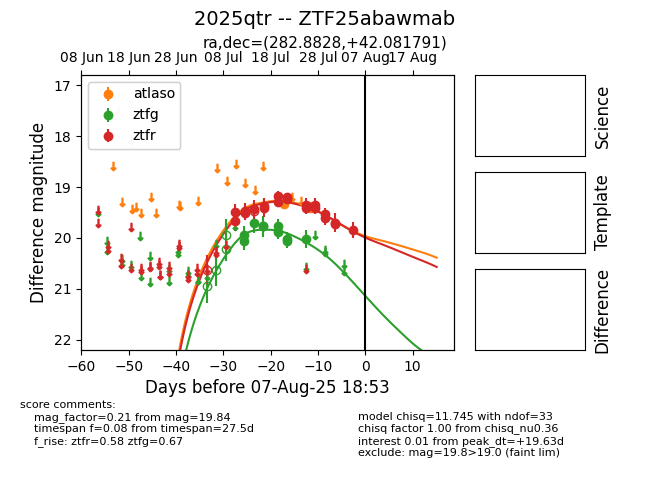 2025qtr -- ZTF25abawmab
ra,dec=(282.8828,+42.081791)
08 Jun 18 Jun 28 Jun 08 Jul 18 Jul 28 Jul 07 Aug 17 Aug
atlaso
ztfg
ztfr
17
18
19
20
21
22
Difference magnitude
−60 −50 −40 −30 −20 −10 0 10
Days before 07-Aug-25 18:53
Science
Template
Difference
score comments:
mag_factor=0.21 from mag=19.84
timespan f=0.08 from timespan=27.5d
f_rise: ztfr=0.58 ztfg=0.67
model chisq=11.745 with ndof=33
chisq factor 1.00 from chisq_nu0.36
interest 0.01 from peak_dt=+19.63d
exclude: mag=19.8>19.0 (faint lim)